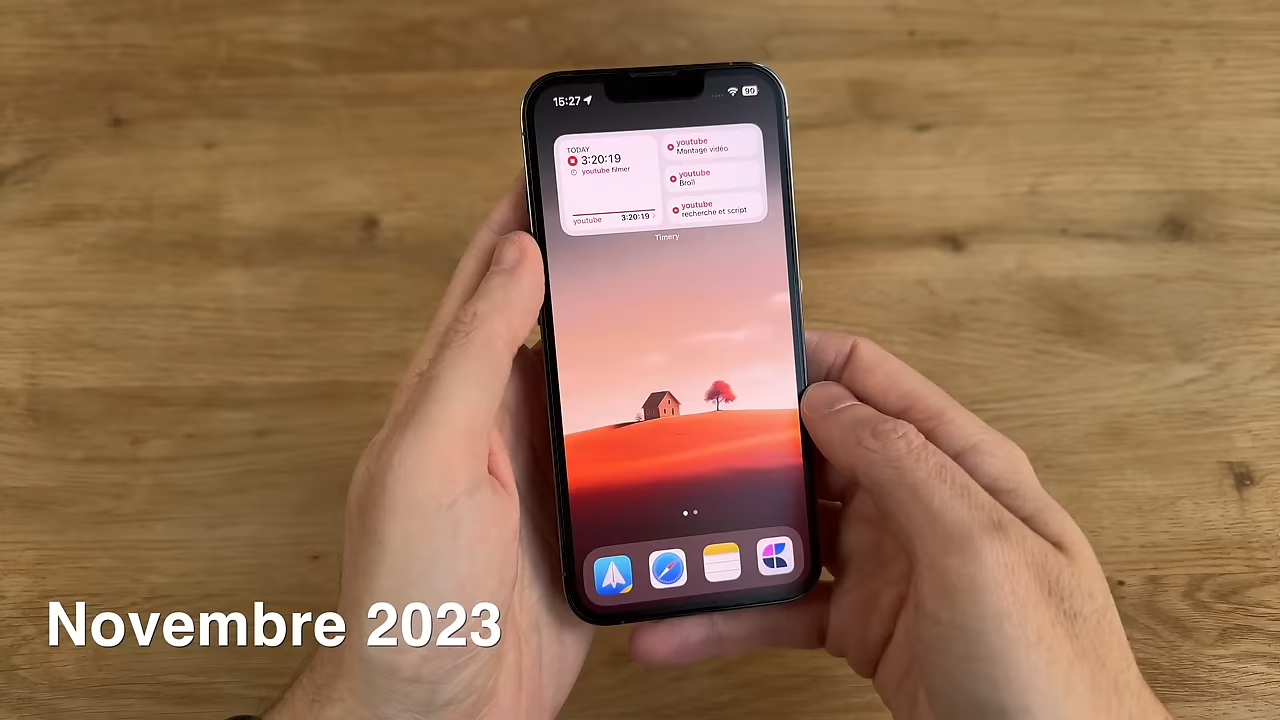 15:27
90
TODAY
3:20:19
youtube filmer
youtube 3:20:19
youtube
Montage vidéo
youtube
Broll
youtube
recherche et script
Timery
Novembre 2023